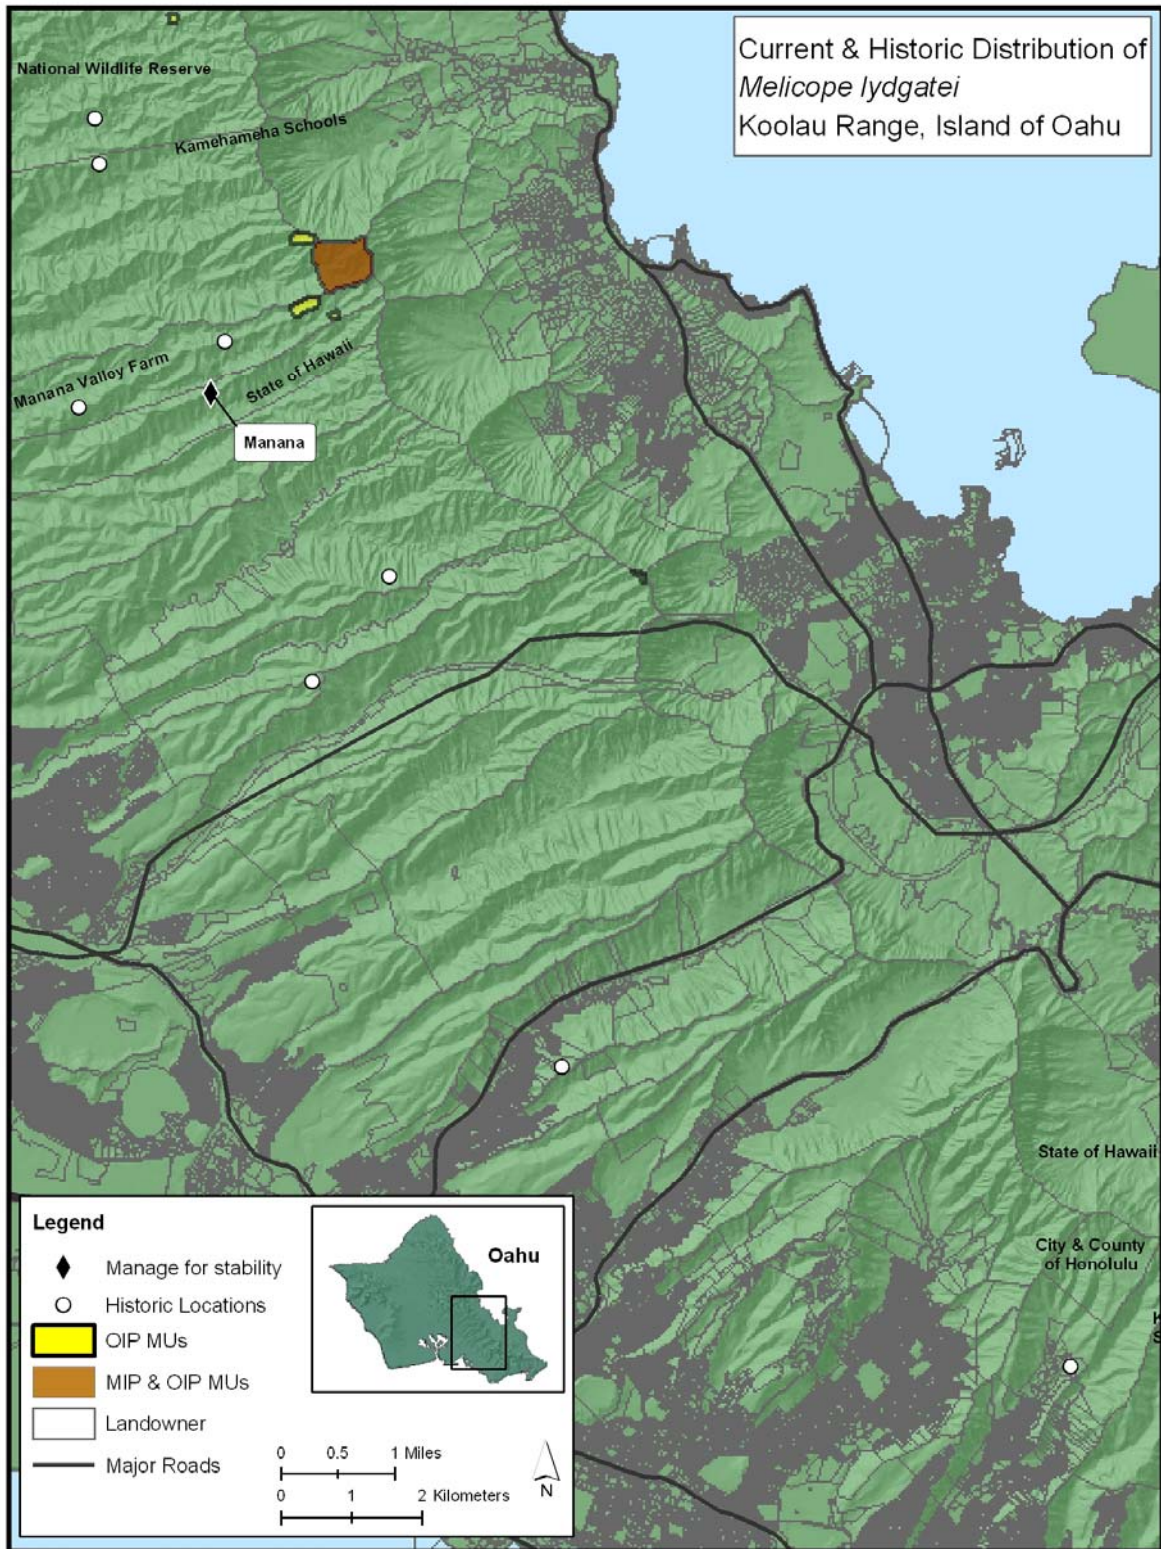 Current & Historic Distribution of
Melicope lydgatei
Koolau Range, Island of Oahu
National Wildlife Reserve
Kamehameha Schools
Manana Valley Farm
State of Hawaii
Manana
State of Hawaii
City & County
of Honolulu
K
S
Legend
Manage for stability
Historic Locations
OIP MUs
MIP & OIP MUs
Landowner
Major Roads
Oahu
0 0.5 1 Miles
0 1 2 Kilometers
N